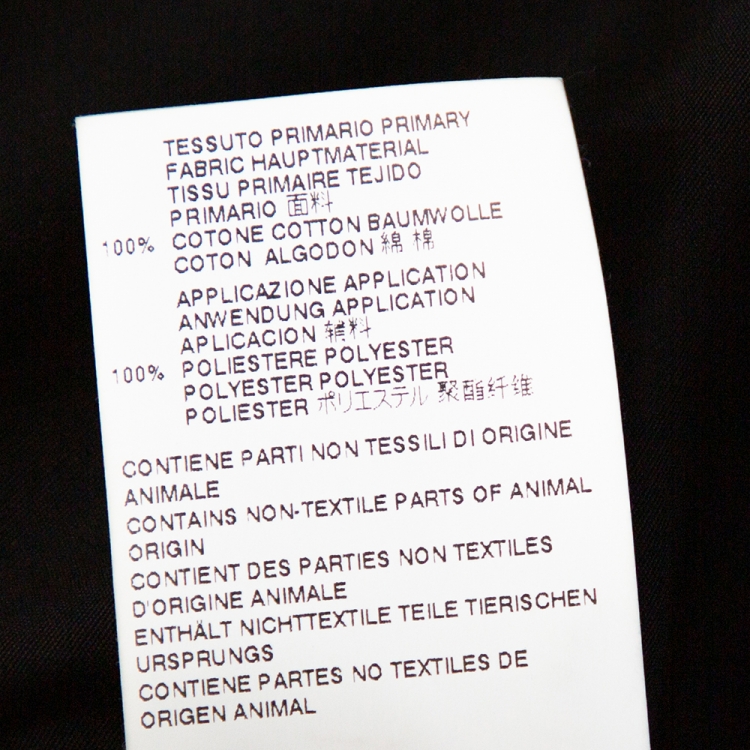 TESSUTO PRIMARIO PRIMARY
FABRIC HAUPTMATERIAL
TISSU PRIMAIRE TEJIDO
PRIMARIO 面料
100% COTONE COTTON BAUMWOLLE
COTON ALGODON 綿 棉
APPLICAZIONE APPLICATION
ANWENDUNG APPLICATION
APLICACION 辅料
100% POLIESTERE POLYESTER
POLYESTER POLYESTER
POLIESTER ポリエステル 聚酯纤维
CONTIENE PARTI NON TESSILI DI ORIGINE
ANIMALE
CONTAINS NON-TEXTILE PARTS OF ANIMAL
ORIGIN
CONTIENT DES PARTIES NON TEXTILES
D'ORIGINE ANIMALE
ENTHÄLT NICHTTEXTILE TEILE TIERISCHEN
URSPRUNGS
CONTIENE PARTES NO TEXTILES DE
ORIGEN ANIMAL